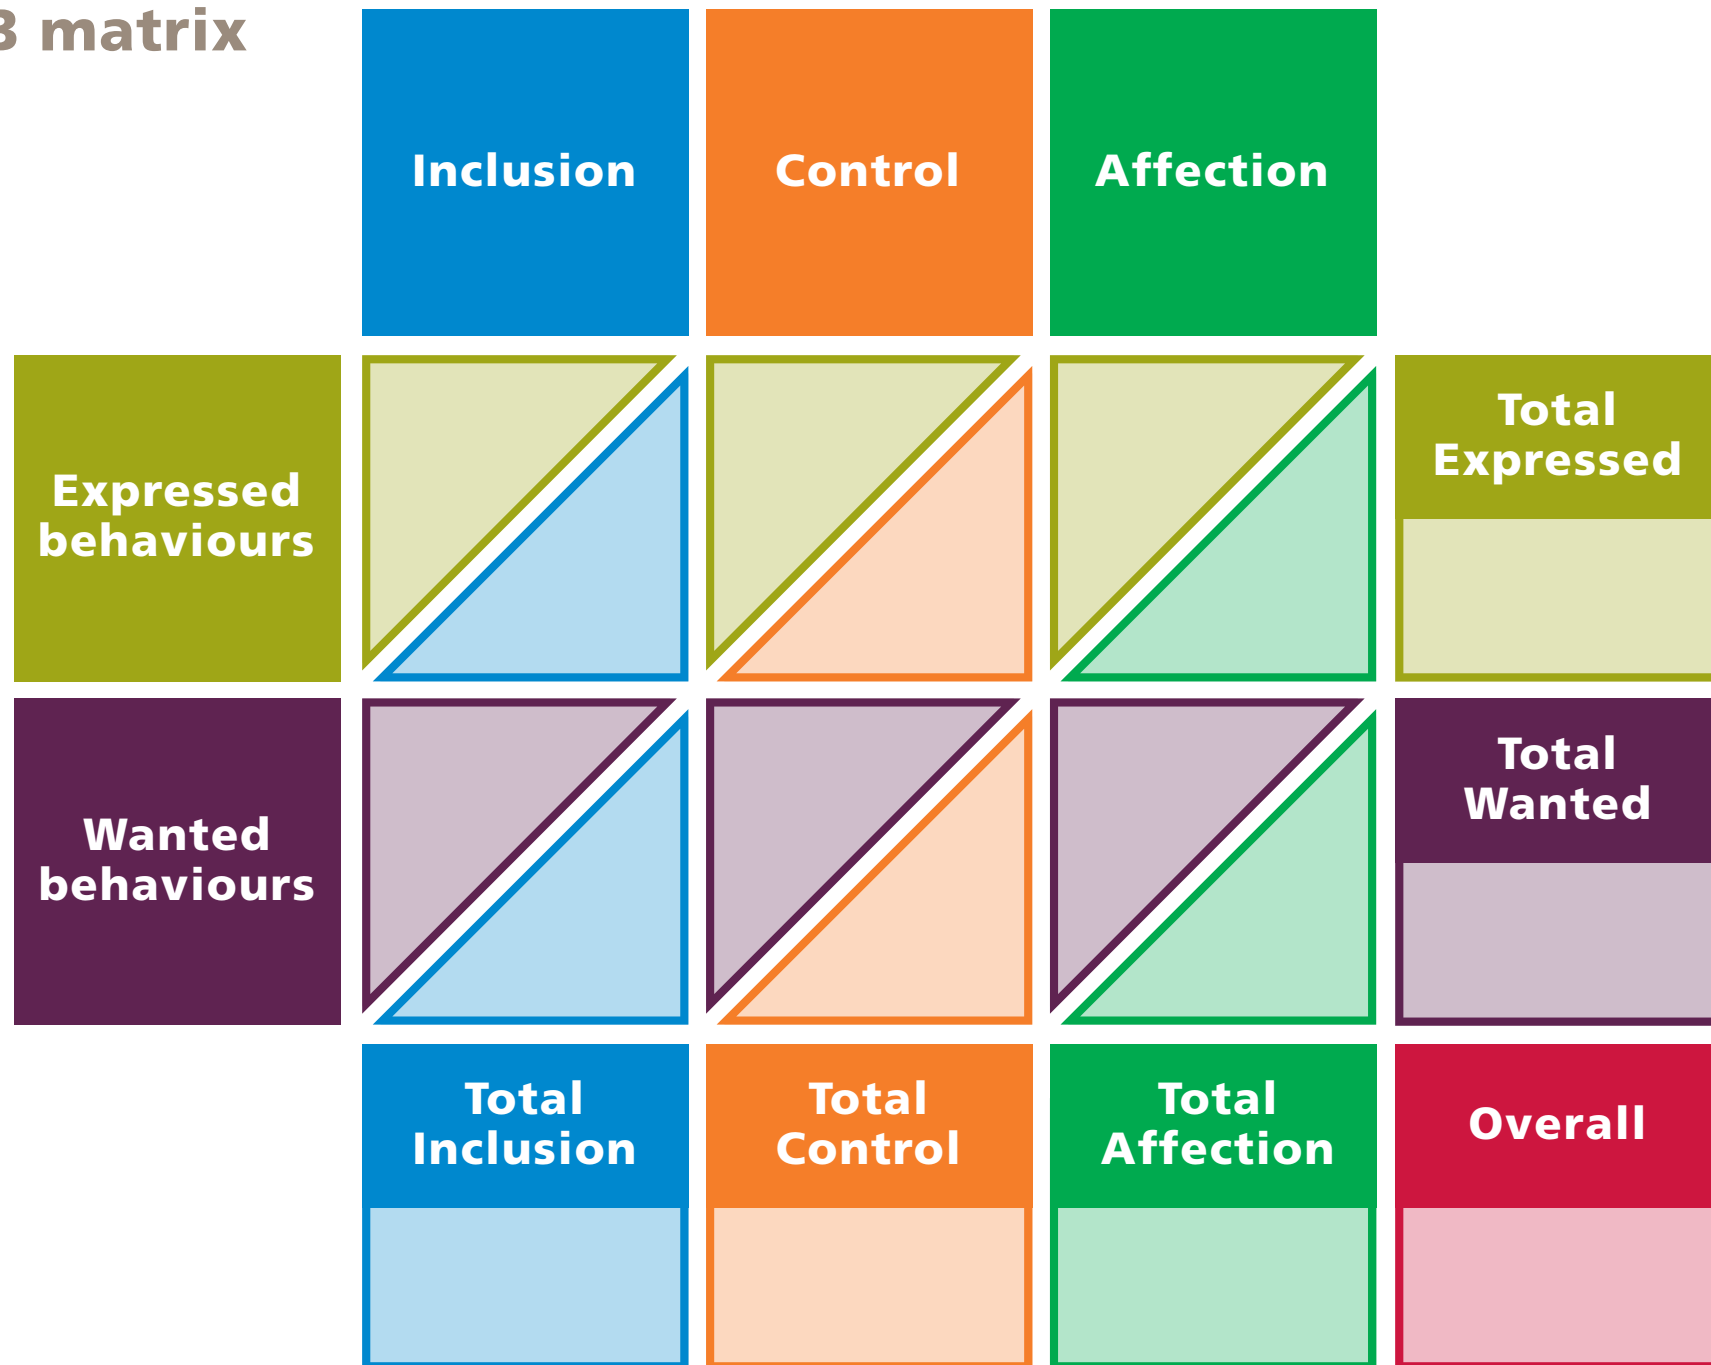 3 matrix
Inclusion
Control
Affection
Expressed
behaviours
Total
Expressed
Wanted
behaviours
Total
Wanted
Total
Inclusion
Total
Control
Total
Affection
Overall